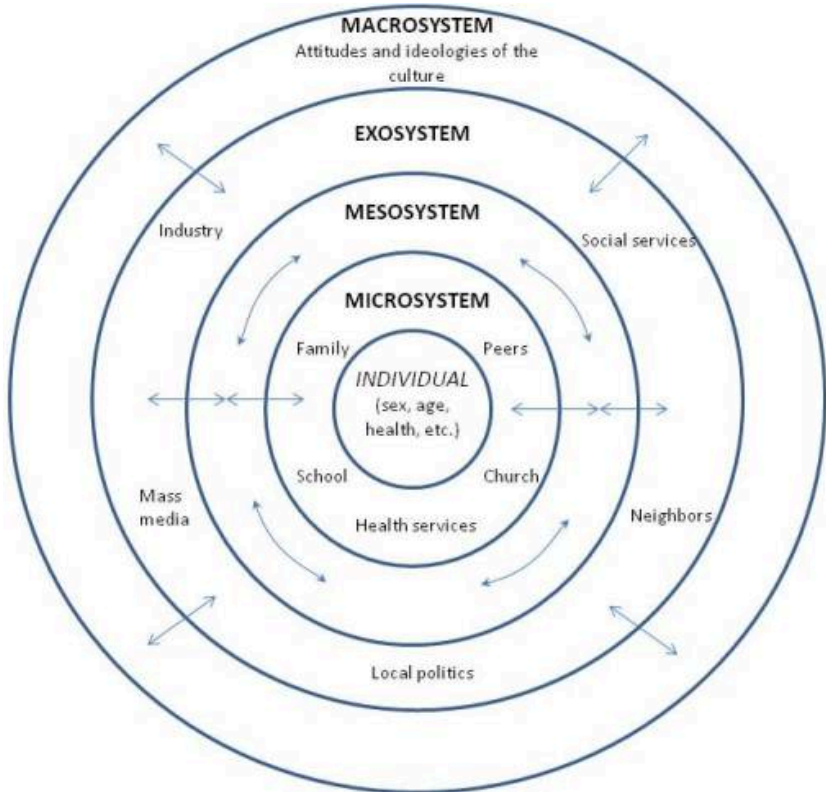 MACROSYSTEM
Attitudes and ideologies of the
culture
EXOSYSTEM
MESOSYSTEM
Industry
Social services
MICROSYSTEM
Family
Peers
INDIVIDUAL
(sex, age,
health, etc.)
School
Church
Mass
media
Health services
Neighbors
Local politics